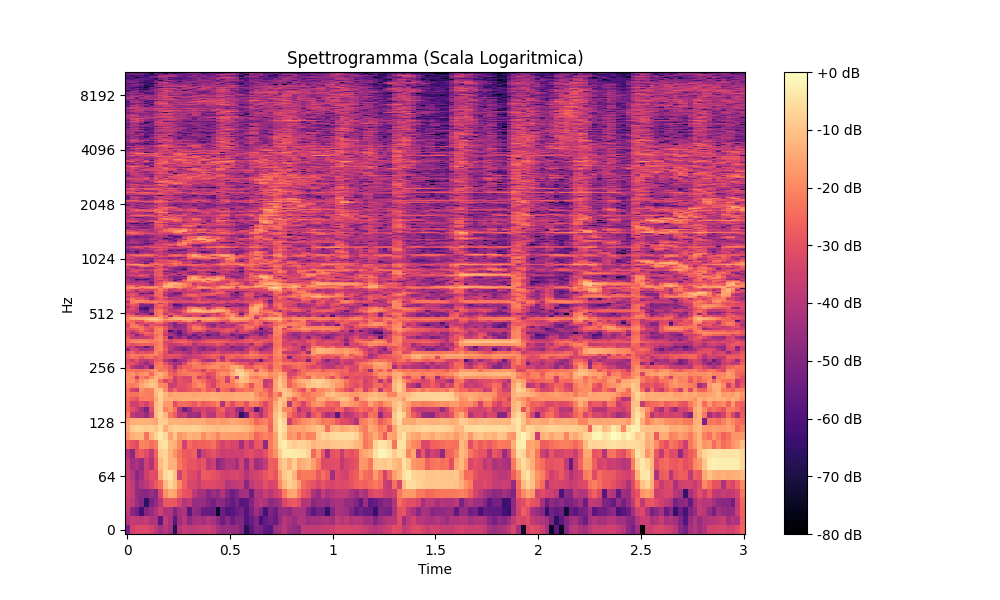 Spettrogramma (Scala Logaritmica)
8192
4096
2048
1024
512
256
128
64
0
Hz
0
0.5
1
1.5
2
2.5
3
Time
+0 dB
-10 dB
-20 dB
-30 dB
-40 dB
-50 dB
-60 dB
-70 dB
-80 dB